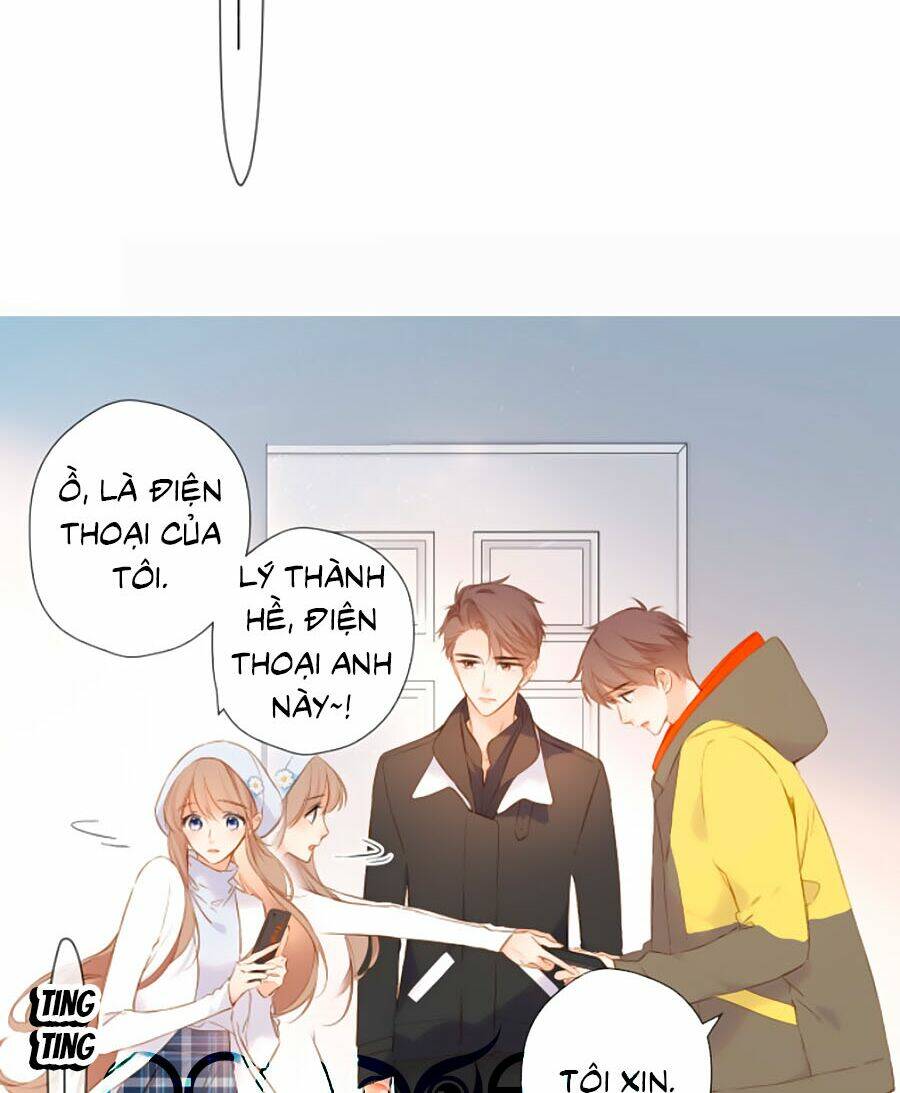 Ồ, LÀ ĐIỆN
THOẠI CỦA
TÔI.
LÝ THÀNH
HỀ, ĐIỆN
THOẠI ANH
NÀY~!
TING
TING
TÔI XIN.